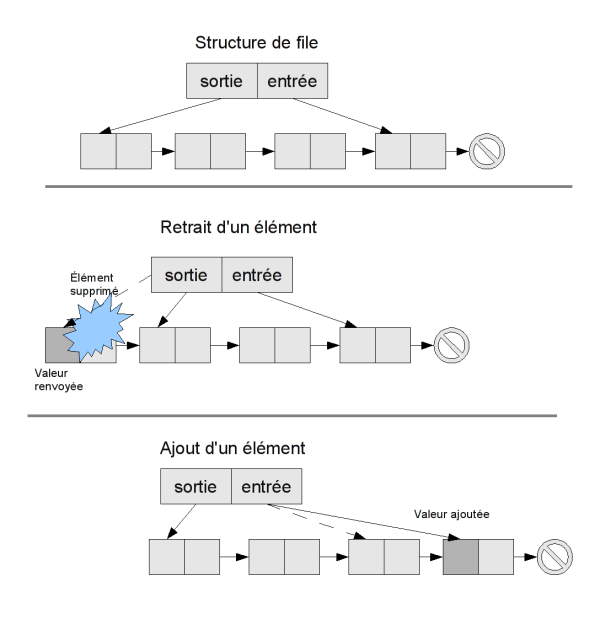 Structure de file
sortie entrée
Retrait d'un élément
Élément
supprimé
sortie entrée
Valeur
renvoyée
Ajout d'un élément
sortie entrée
Valeur ajoutée